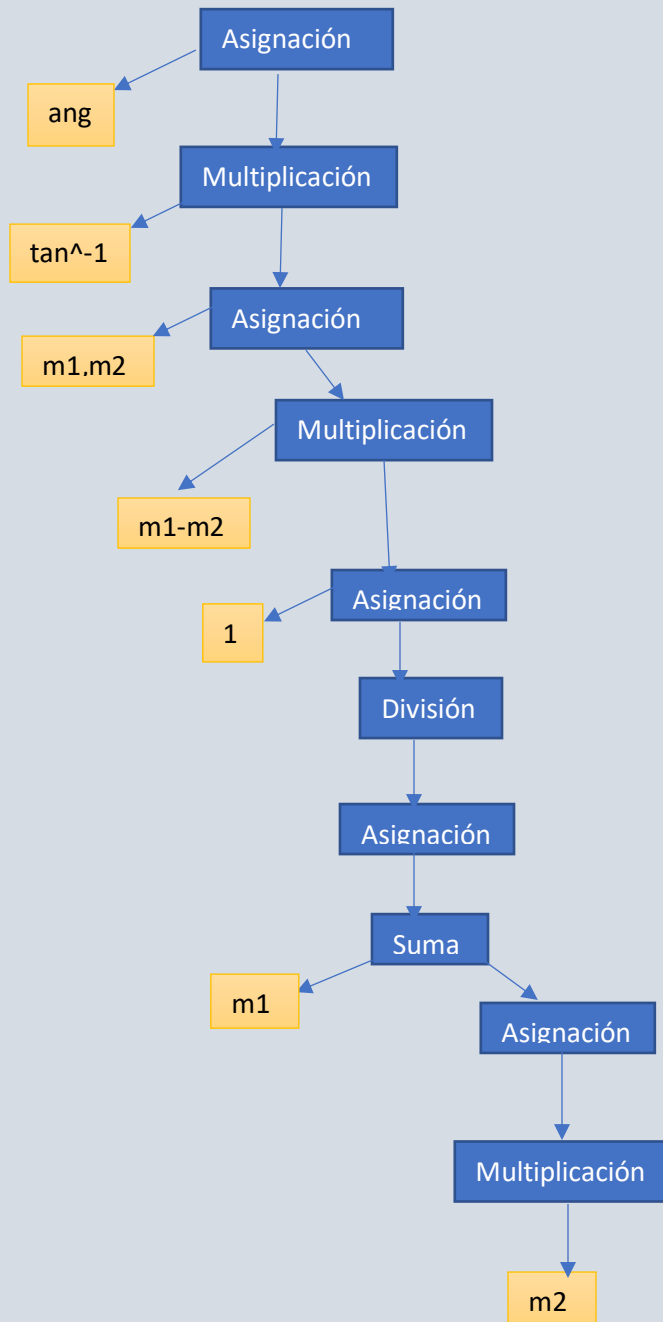 Asignación
ang
Multiplicación
tan^-1
Asignación
m1,m2
Multiplicación
m1-m2
Asignación
1
División
Asignación
Suma
m1
Asignación
Multiplicación
m2